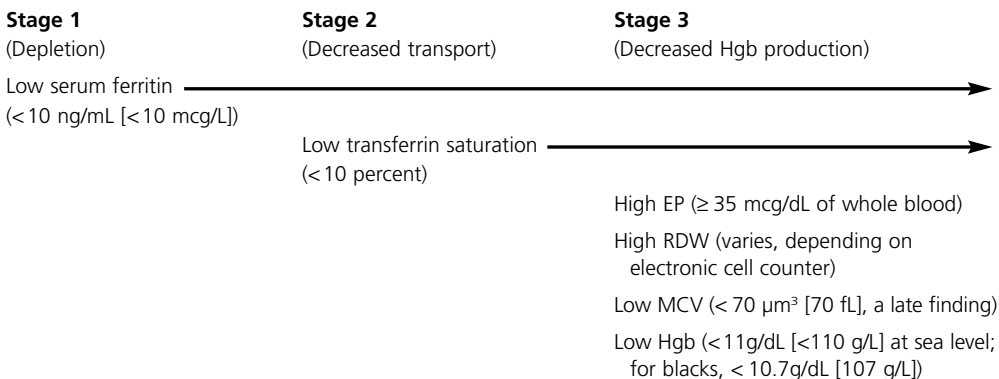 Stage 1
(Depletion)
Stage 2
(Decreased transport)
Stage 3
(Decreased Hgb production)
Low serum ferritin
(< 10 ng/mL [< 10 mcg/L])
Low transferrin saturation
(< 10 percent)
High EP (≥ 35 mcg/dL of whole blood)
High RDW (varies, depending on
electronic cell counter)
Low MCV (< 70 µm³ [70 fL], a late finding)
Low Hgb (< 11g/dL [<110 g/L] at sea level;
for blacks, < 10.7g/dL [107 g/L])